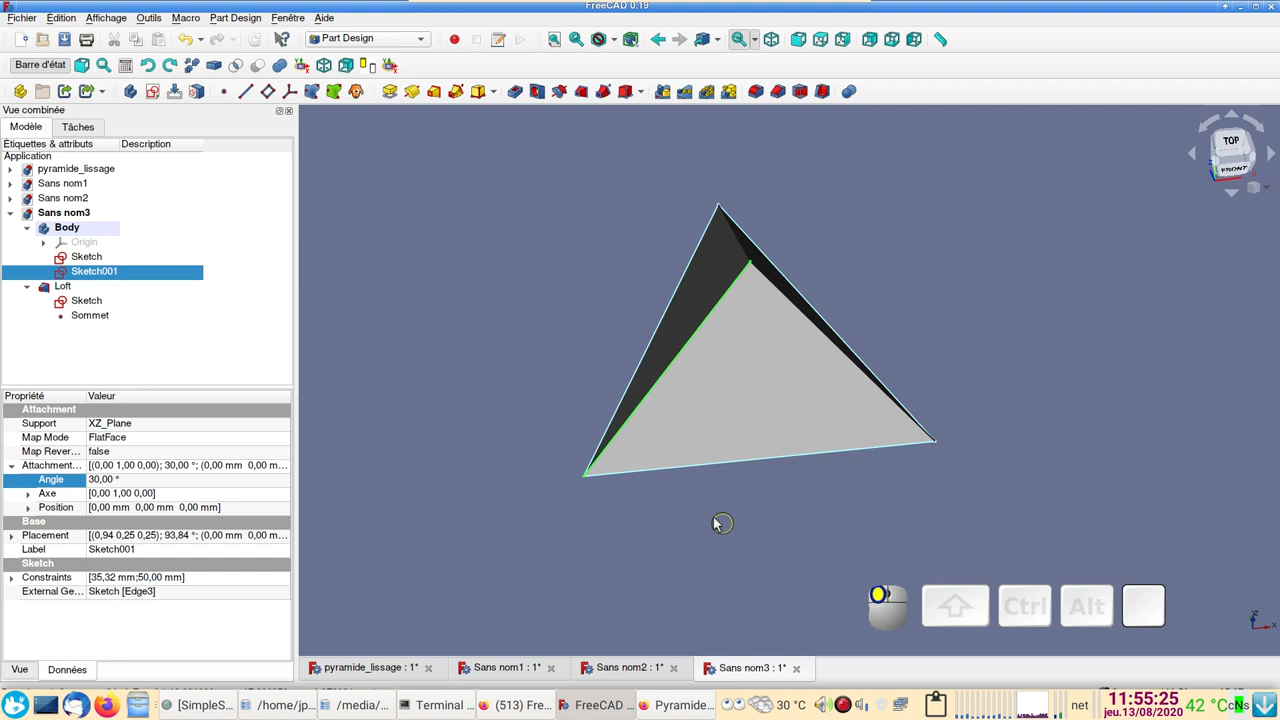 FreeCAD 0.19
Fichier Édition Affichage Outils Macro Part Design Fenêtre Aide
Part Design
Barre d'état
Vue combinée
Modèle Tâches
Étiquettes & attributs Description
Application
pyramide_lissage
Sans nom1
Sans nom2
Sans nom3
Body
Origin
Sketch
Sketch001
Loft
Sketch
Sommet
TOP
FRONT
Propriété Valeur
Attachment
Support XZ_Plane
Map Mode FlatFace
Map Rever... false
Attachment... [(0,00 1,00 0,00); 30,00 °; (0,00 mm 0,00 m...
Angle 30,00 °
Axe [0,00 1,00 0,00]
Position [0,00 mm 0,00 mm 0,00 mm]
Base
Placement [(0,94 0,25 0,25); 93,84 °; (0,00 mm 0,00 m...
Label Sketch001
Sketch
Constraints [35,32 mm;50,00 mm]
External Ge... Sketch [Edge3]
Ctrl Alt
Vue Données
pyramide_lissage : 1* Sans nom1 : 1* Sans nom2 : 1* Sans nom3 : 1*
[SimpleS... /home/jp... /media/... Terminal ... (513) Fre... FreeCAD ... Pyramide... 30 °C net 11:55:25
jeu.13/08/2020 42 °C